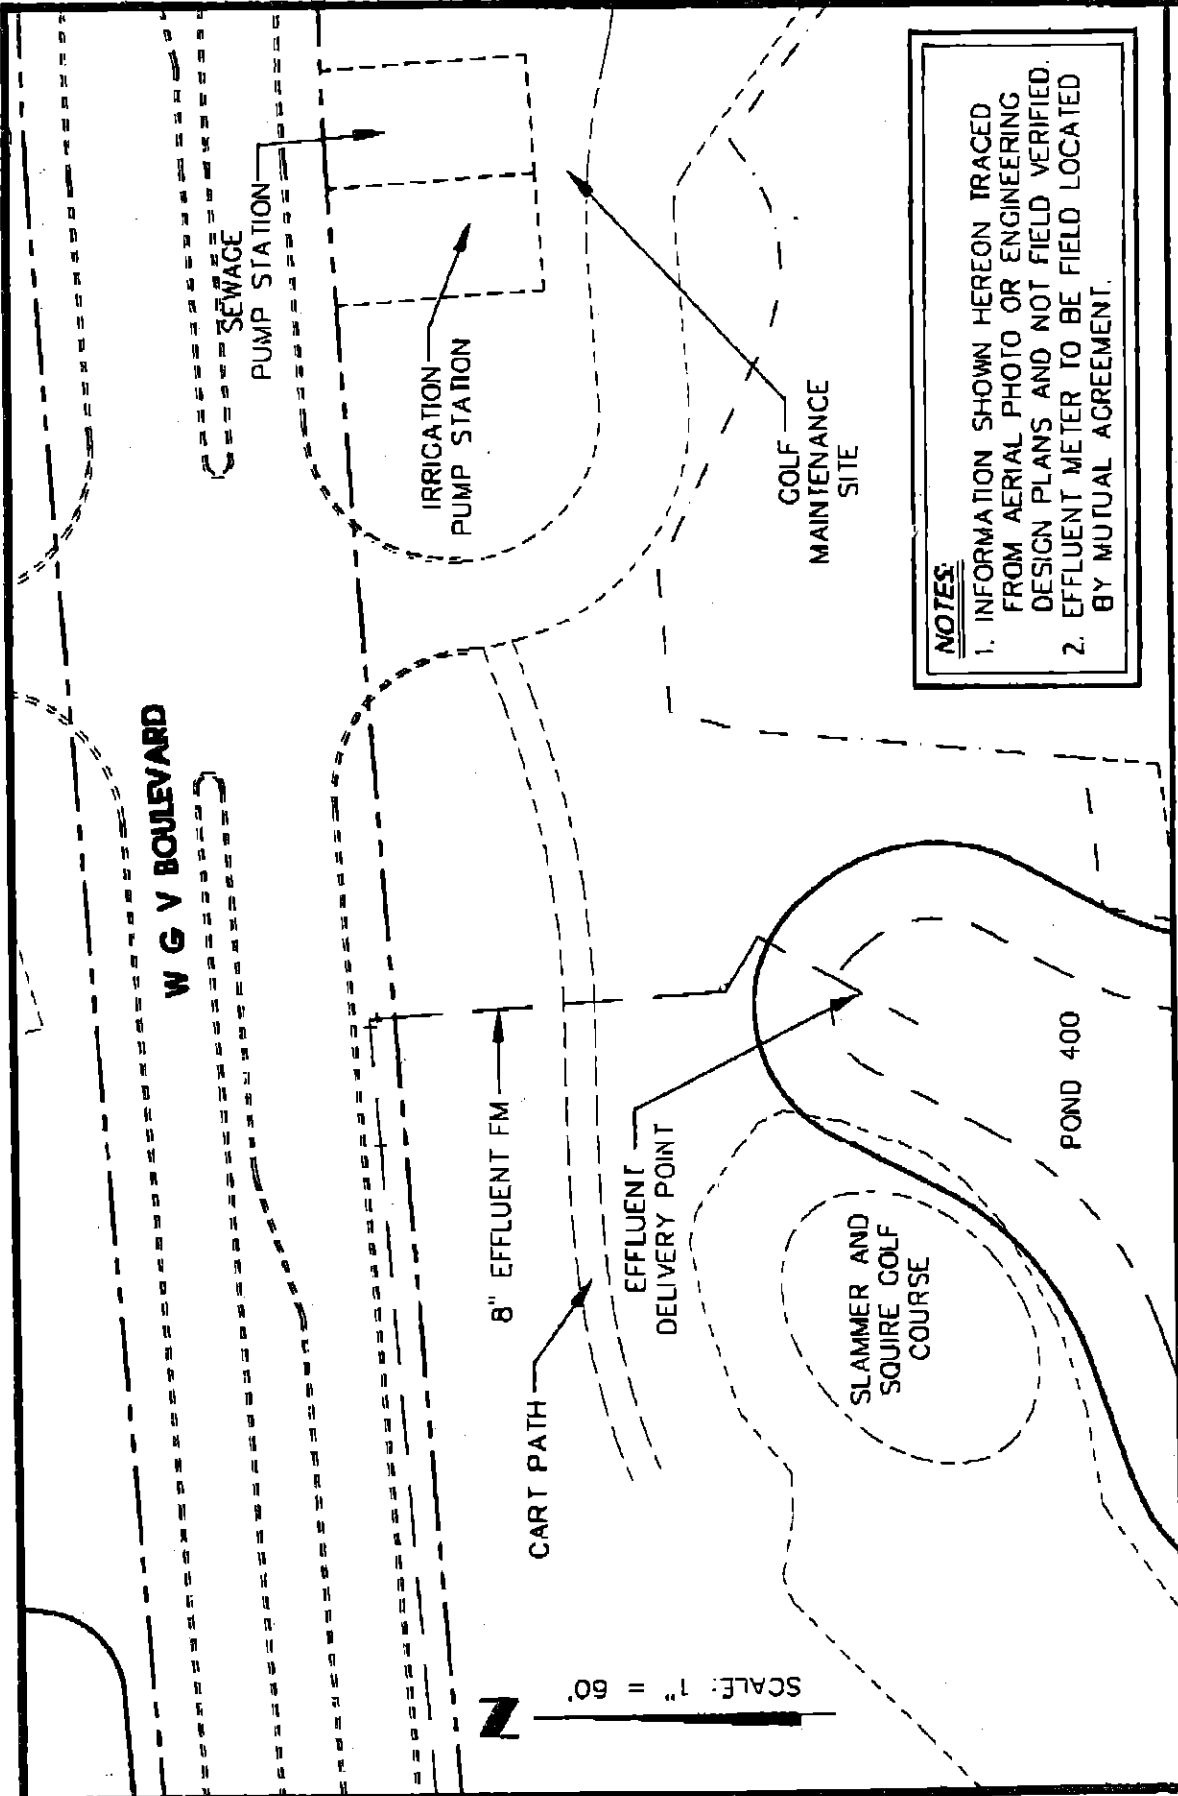 W G V BOULEVARD
SEWAGE
PUMP STATION
IRRIGATION
PUMP STATION
GOLF
MAINTENANCE
SITE
8" EFFLUENT FM
CART PATH
EFFLUENT
DELIVERY POINT
SLAMMER AND
SQUIRE GOLF
COURSE
POND 400
NOTES:
1. INFORMATION SHOWN HEREON TRACED
FROM AERIAL PHOTO OR ENGINEERING
DESIGN PLANS AND NOT FIELD VERIFIED.
2. EFFLUENT METER TO BE FIELD LOCATED
BY MUTUAL AGREEMENT.
N
SCALE: 1" = 60'